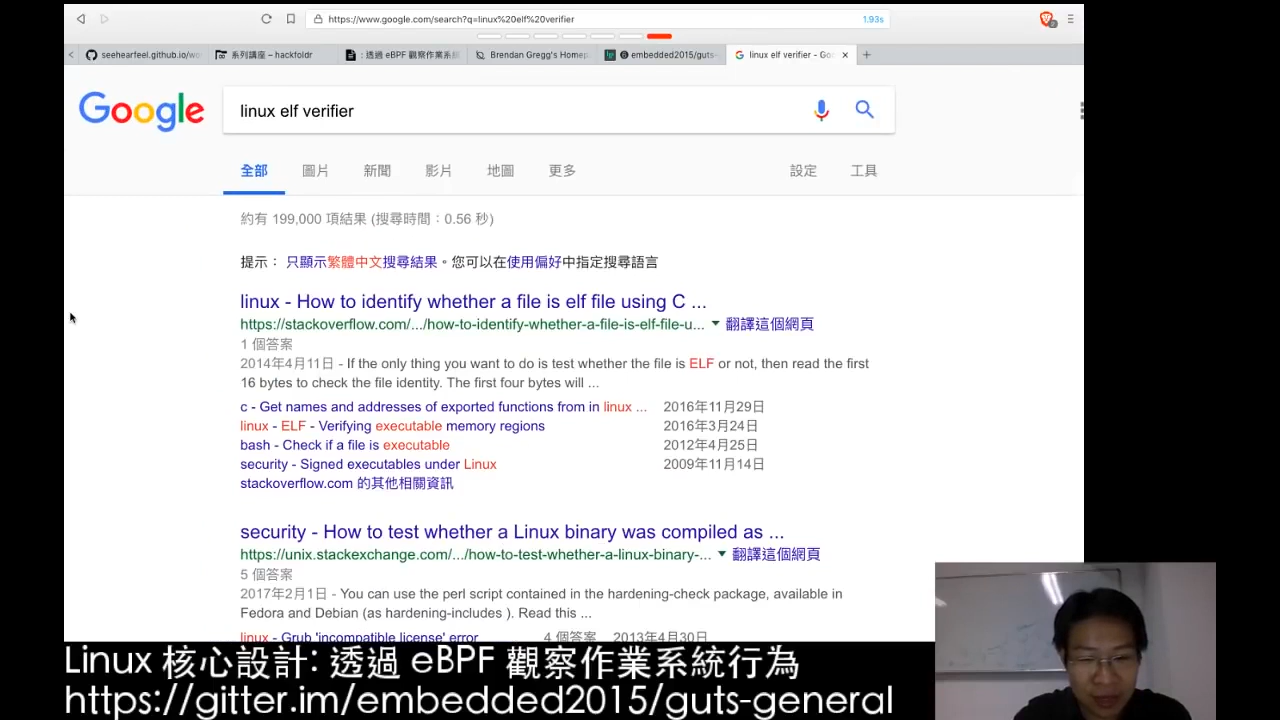 https://www.google.com/search?q=linux%20elf%20verifier
1.93s
seehearfeel.github.io/wo
系列講座 – hackfoldr
: 透過 eBPF 觀察作業系統
Brendan Gregg's Homep
embedded2015/guts-
linux elf verifier - Goo
Google
linux elf verifier
全部 圖片 新聞 影片 地圖 更多 設定 工具
約有 199,000 項結果 (搜尋時間：0.56 秒)
提示： 只顯示繁體中文搜尋結果。您可以在使用偏好中指定搜尋語言
linux - How to identify whether a file is elf file using C ...
https://stackoverflow.com/.../how-to-identify-whether-a-file-is-elf-file-u... 翻譯這個網頁
1 個答案
2014年4月11日 - If the only thing you want to do is test whether the file is ELF or not, then read the first
16 bytes to check the file identity. The first four bytes will ...
c - Get names and addresses of exported functions from in linux ... 2016年11月29日
linux - ELF - Verifying executable memory regions 2016年3月24日
bash - Check if a file is executable 2012年4月25日
security - Signed executables under Linux 2009年11月14日
stackoverflow.com 的其他相關資訊
security - How to test whether a Linux binary was compiled as ...
https://unix.stackexchange.com/.../how-to-test-whether-a-linux-binary-... 翻譯這個網頁
5 個答案
2017年2月1日 - You can use the perl script contained in the hardening-check package, available in
Fedora and Debian (as hardening-includes ). Read this ...
linux - Grub 'incompatible license' error 4 個答案 2013年4月30日
Linux 核心設計: 透過 eBPF 觀察作業系統行為
https://gitter.im/embedded2015/guts-general